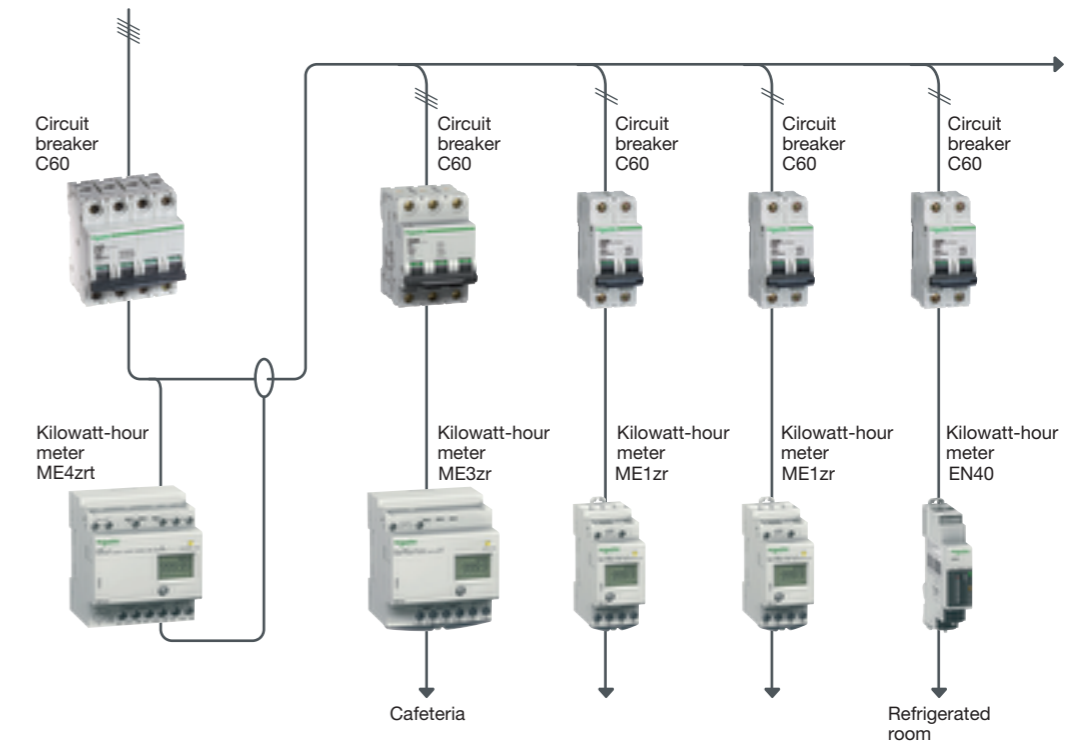 Circuit
breaker
C60
Circuit
breaker
C60
Circuit
breaker
C60
Circuit
breaker
C60
Circuit
breaker
C60
Kilowatt-hour
meter
ME4zrt
Kilowatt-hour
meter
ME3zr
Kilowatt-hour
meter
ME1zr
Kilowatt-hour
meter
ME1zr
Kilowatt-hour
meter
EN40
Cafeteria
Refrigerated
room